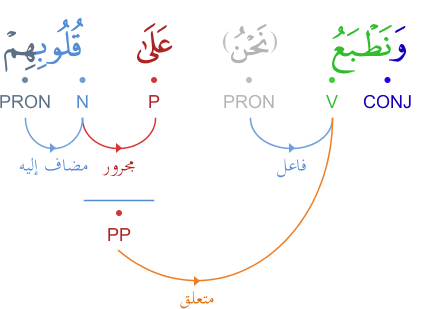 وَنَطْبَعُ (نَحْنُ) عَلَىٰ قُلُوبِهِمْ
CONJ V PRON P N PRON
فاعل مجرور مضاف إليه
PP
متعلق